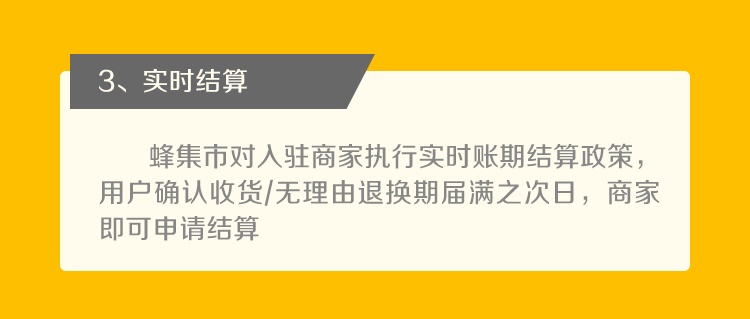 3、实时结算
蜂集市对入驻商家执行实时账期结算政策，
用户确认收货/无理由退换期届满之次日，商家
即可申请结算